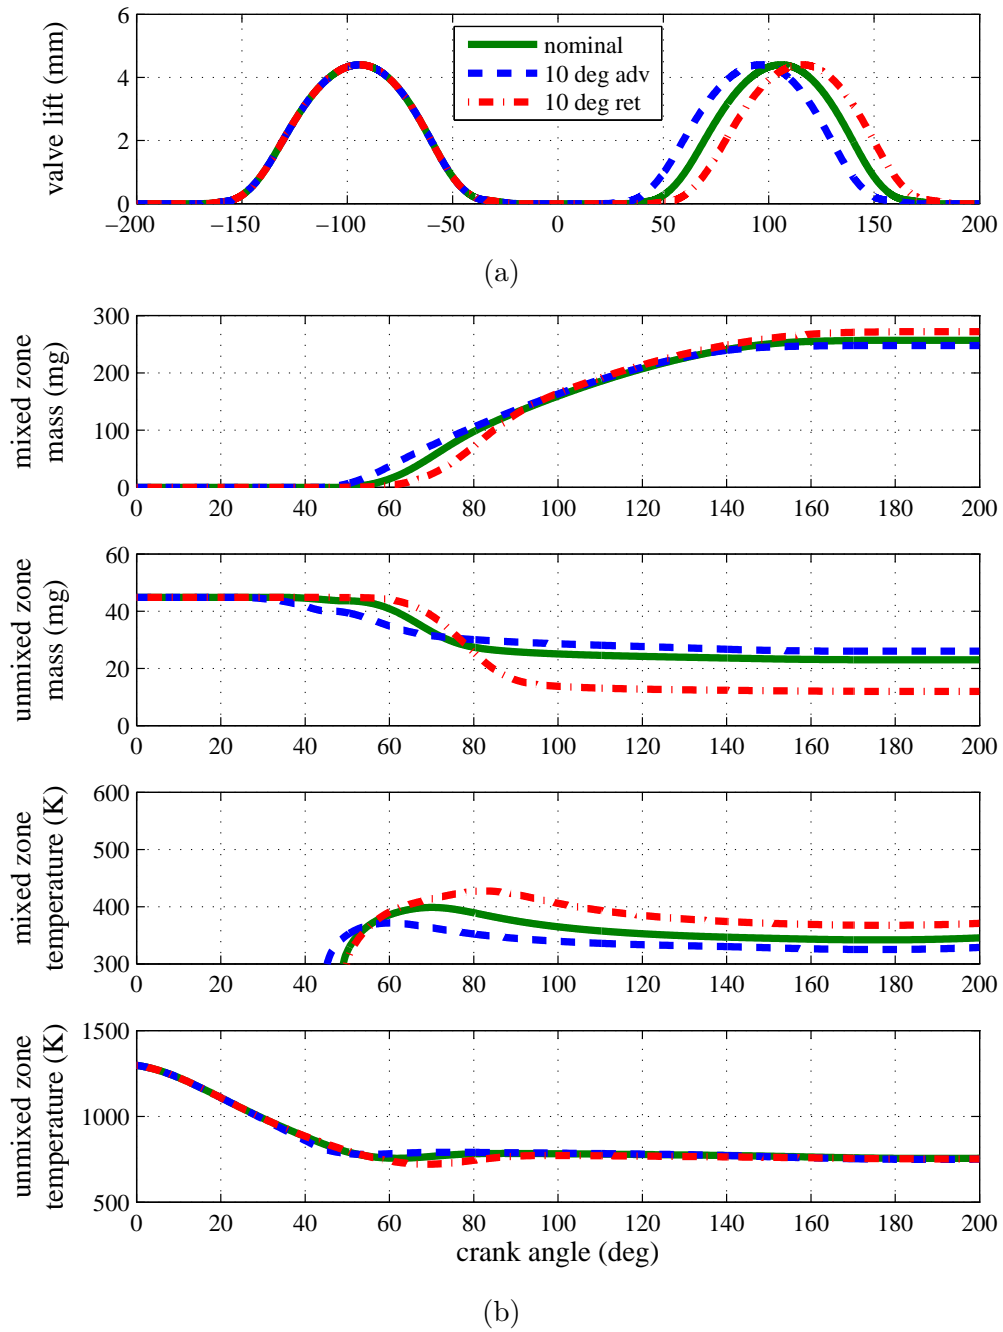 6
4
2
0
valve lift (mm)
nominal
10 deg adv
10 deg ret
−200 −150 −100 −50 0 50 100 150 200
(a)
300
200
100
0
mixed zone
mass (mg)
0 20 40 60 80 100 120 140 160 180 200
60
40
20
0
unmixed zone
mass (mg)
0 20 40 60 80 100 120 140 160 180 200
600
500
400
300
mixed zone
temperature (K)
0 20 40 60 80 100 120 140 160 180 200
1500
1000
500
unmixed zone
temperature (K)
0 20 40 60 80 100 120 140 160 180 200
crank angle (deg)
(b)